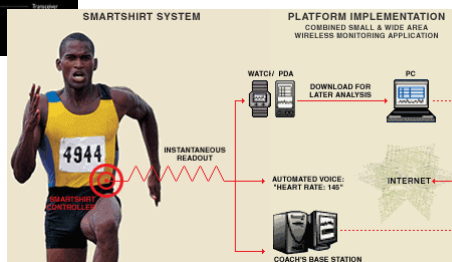 Transceiver
SMARTSHIRT SYSTEM
PLATFORM IMPLEMENTATION
COMBINED SMALL & WIDE AREA
WIRELESS MONITORING APPLICATION
WATCH/ PDA
DOWNLOAD FOR
LATER ANALYSIS
PC
4944
INSTANTANEOUS
READOUT
AUTOMATED VOICE:
"HEART RATE: 145"
INTERNET
SMARTSHIRT
CONTROLLER
COACH'S BASE STATION